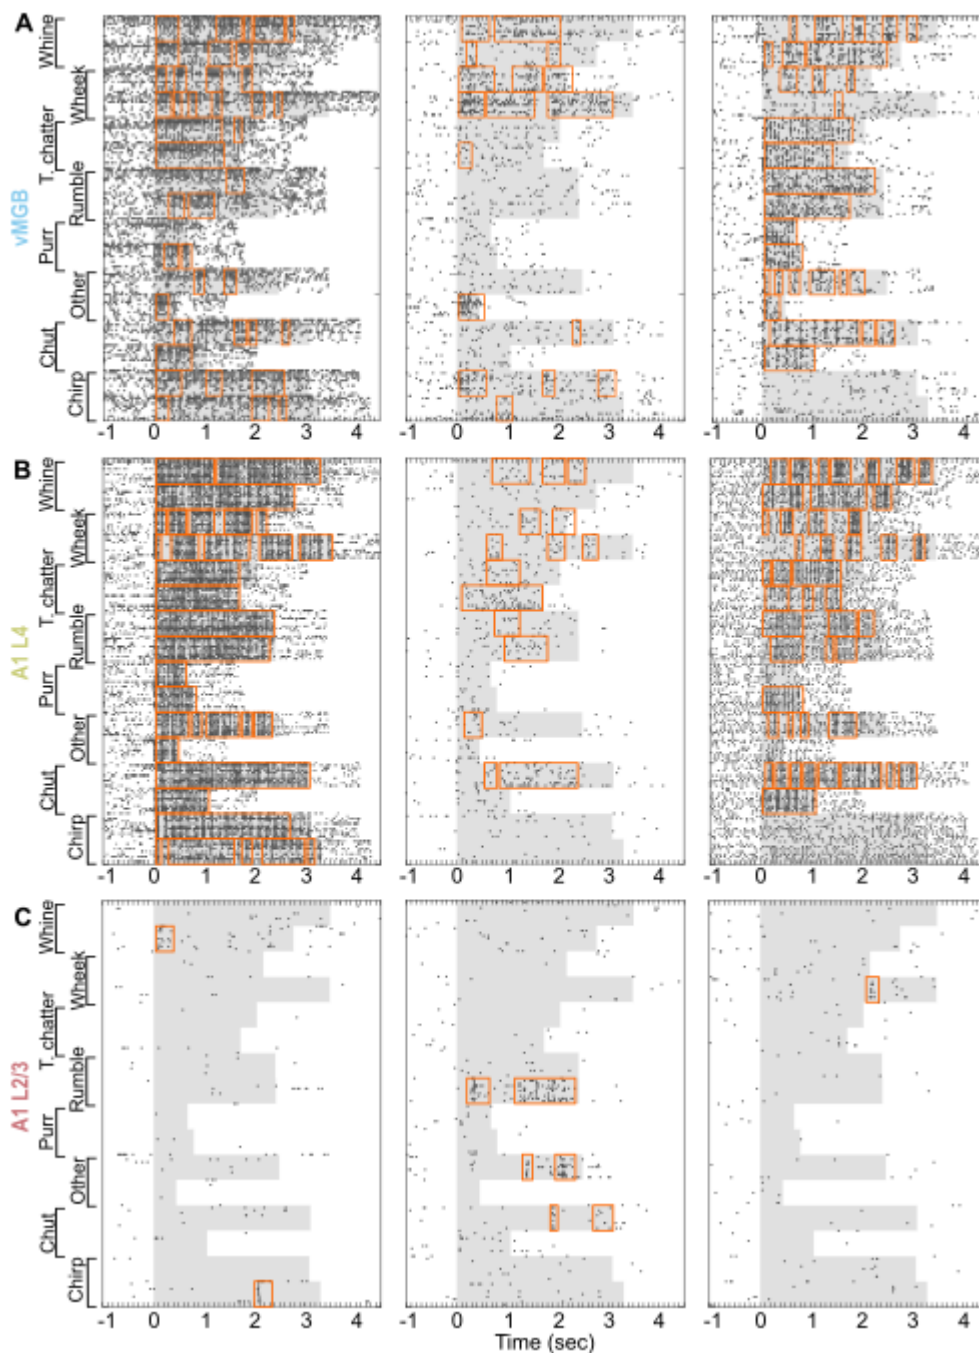 A
vMGB
Whine
Wheek
T_chatter
Rumble
Purr
Other
Chut
Chirp
-1 0 1 2 3 4 -1 0 1 2 3 4 -1 0 1 2 3 4
B
A1 L4
Whine
Wheek
T_chatter
Rumble
Purr
Other
Chut
Chirp
-1 0 1 2 3 4 -1 0 1 2 3 4 -1 0 1 2 3 4
C
A1 L2/3
Whine
Wheek
T_chatter
Rumble
Purr
Other
Chut
Chirp
-1 0 1 2 3 4 -1 0 1 2 3 4 -1 0 1 2 3 4
Time (sec)